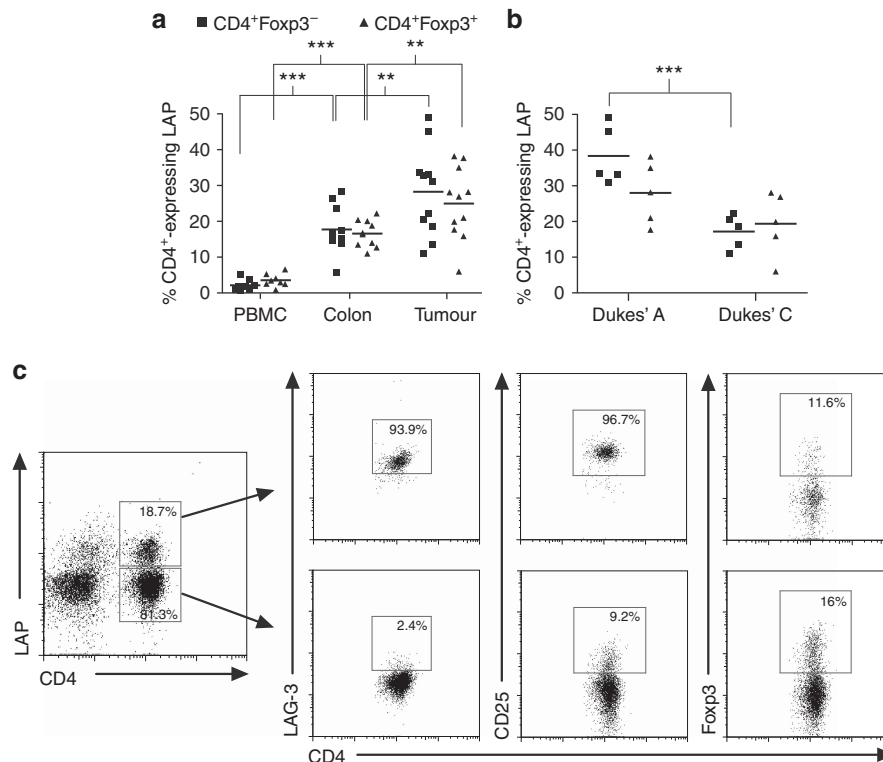 a
■ CD4⁺Foxp3⁻
▲ CD4⁺Foxp3⁺
*** **
*** **
% CD4⁺-expressing LAP
50
40
30
20
10
0
PBMC Colon Tumour
b
***
% CD4⁺-expressing LAP
50
40
30
20
10
0
Dukes' A Dukes' C
c
LAP
18.7%
81.3%
CD4
LAG-3
93.9%
2.4%
CD25
96.7%
9.2%
Foxp3
11.6%
16%
CD4